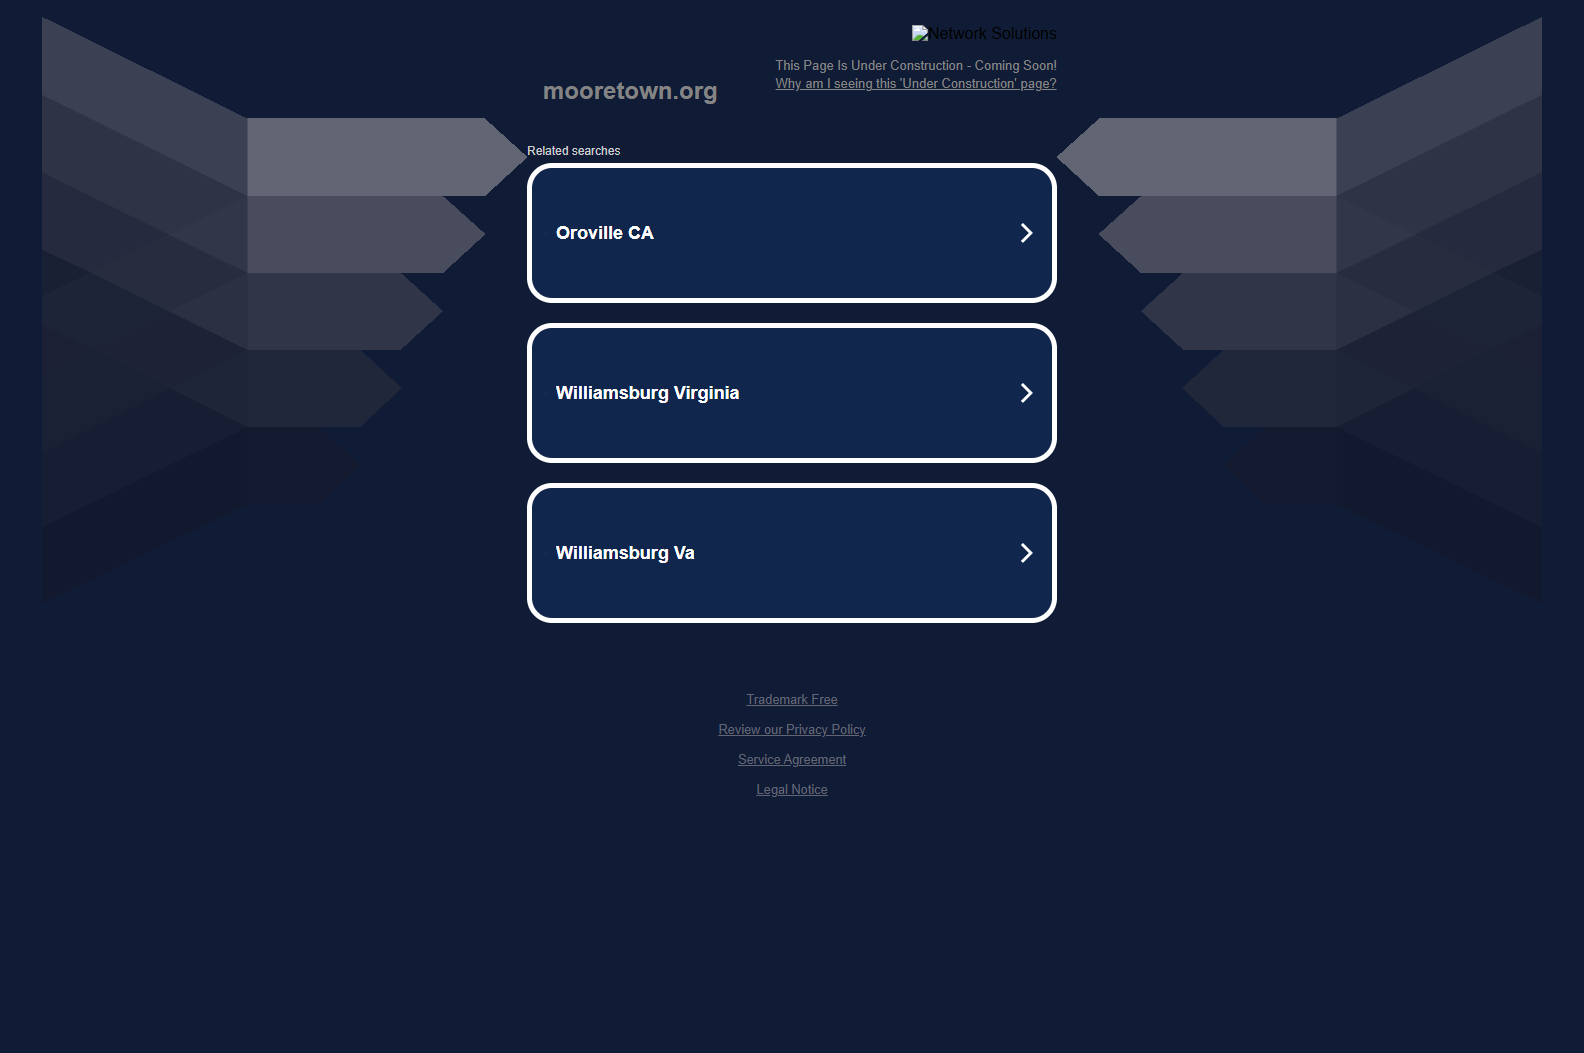 Network Solutions
This Page Is Under Construction - Coming Soon!
Why am I seeing this 'Under Construction' page?
mooretown.org
Related searches
Oroville CA
Williamsburg Virginia
Williamsburg Va
Trademark Free
Review our Privacy Policy
Service Agreement
Legal Notice